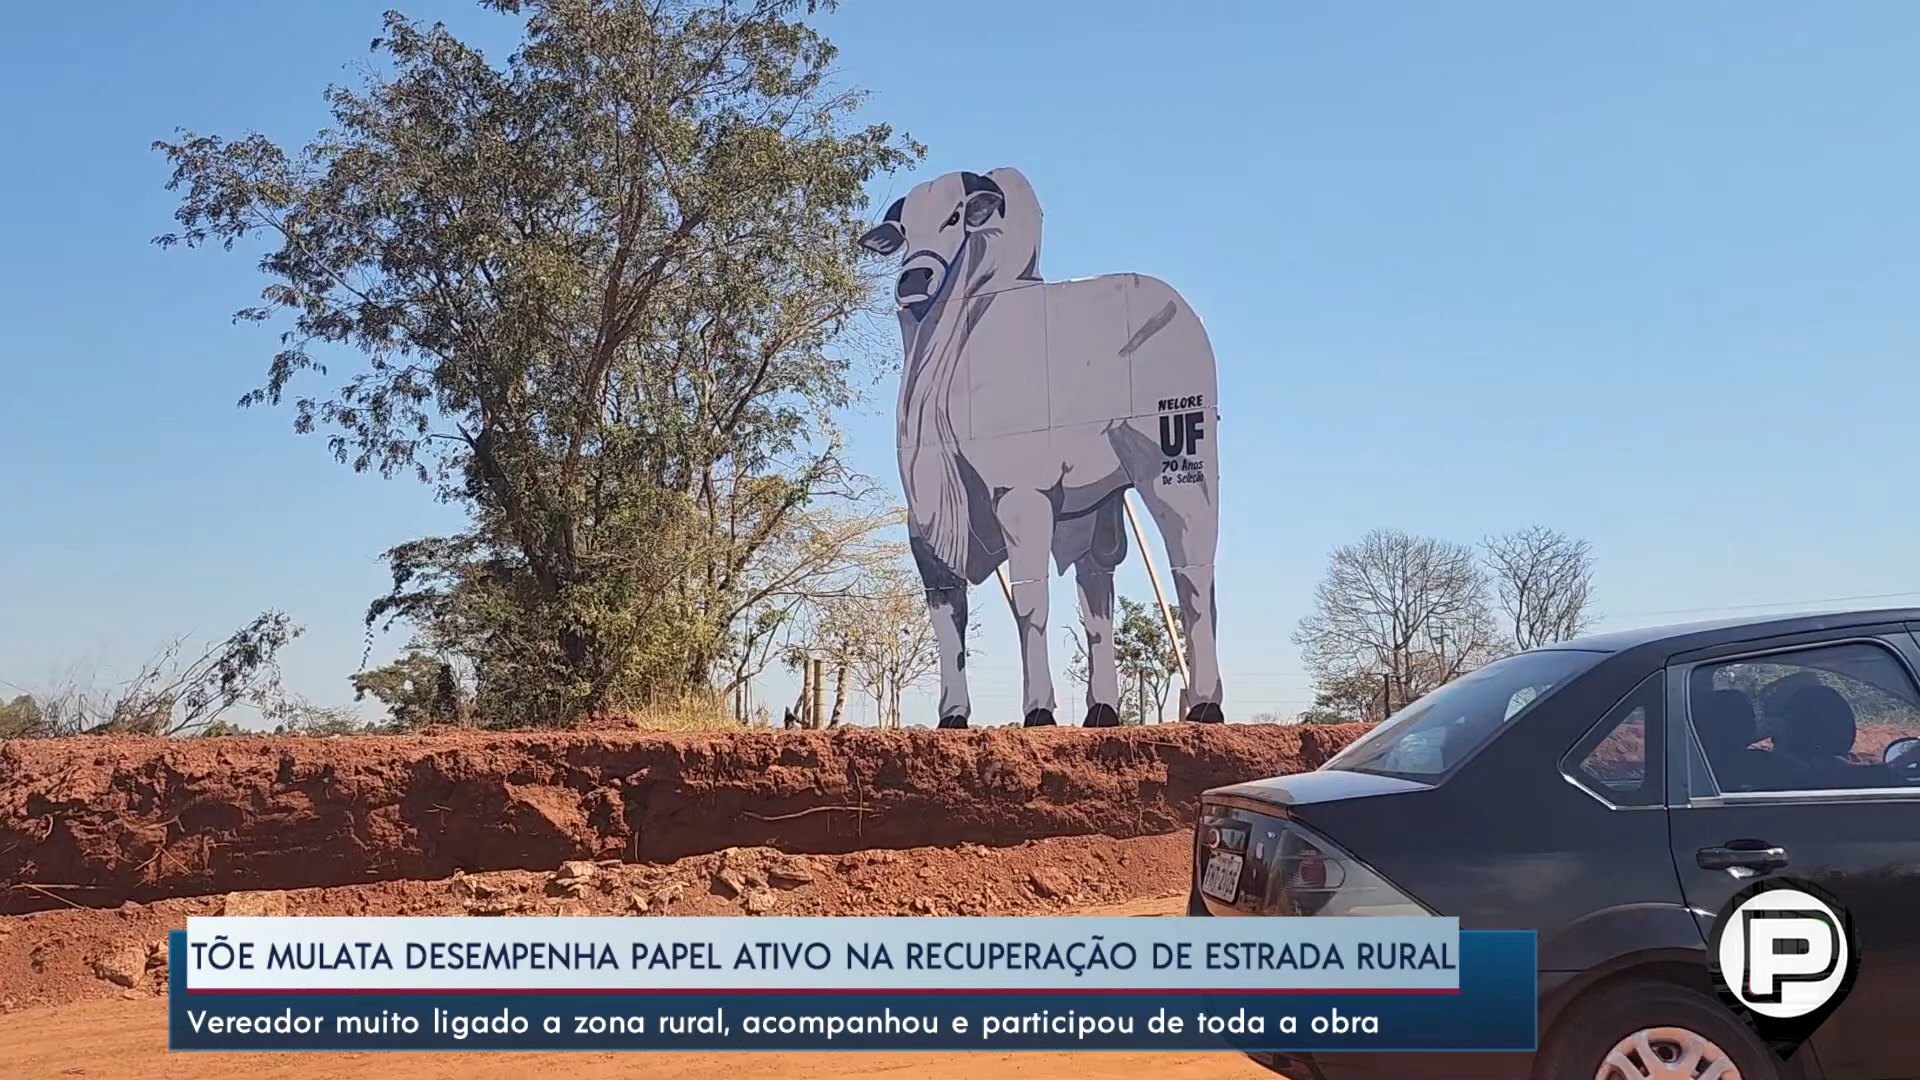 NELORE
UF
70 Anos
De Seleção
TÕE MULATA DESEMPENHA PAPEL ATIVO NA RECUPERAÇÃO DE ESTRADA RURAL
Vereador muito ligado a zona rural, acompanhou e participou de toda a obra
P